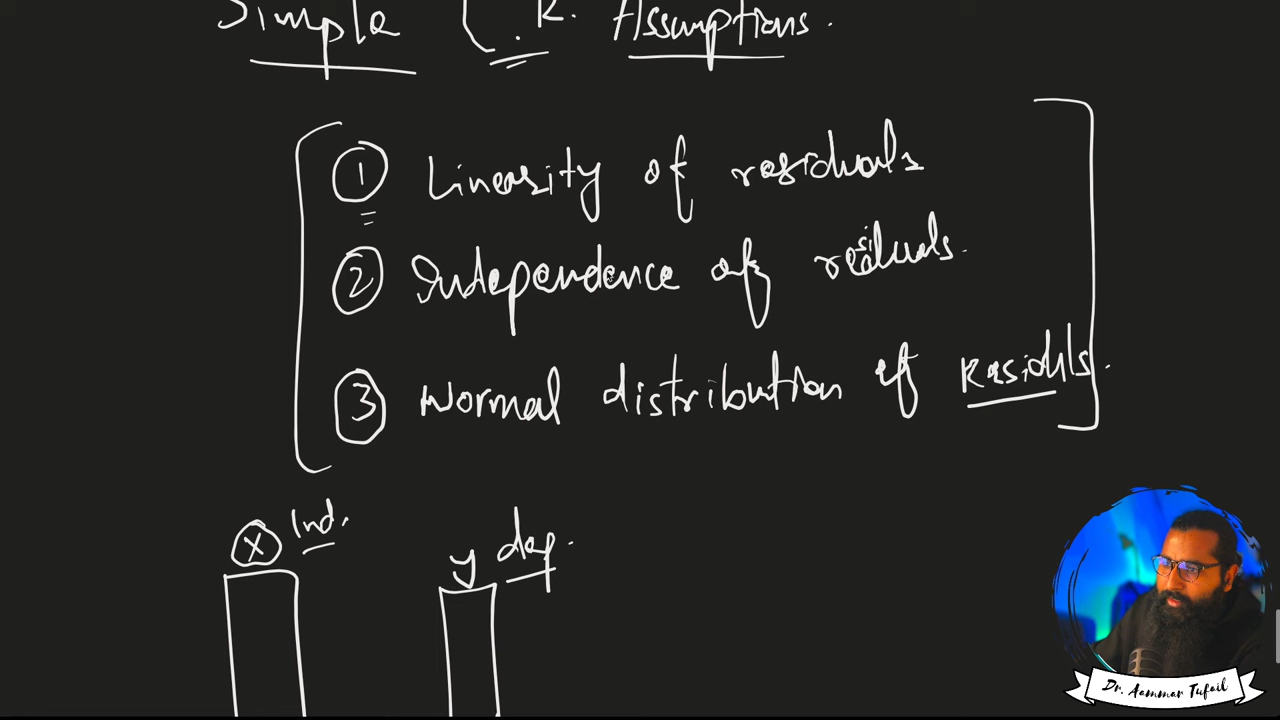 Simple L.R. Assumptions.
① Linearity of residuals
② Independence of residuals.
③ Normal distribution of Residuls.
X Ind.
y dep.
Dr. Aammar Tufail